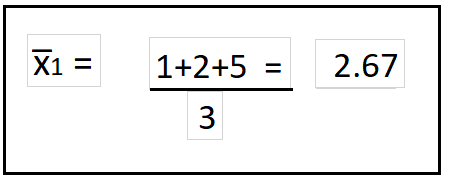 x̅1 = 1+2+5 = 2.67
3